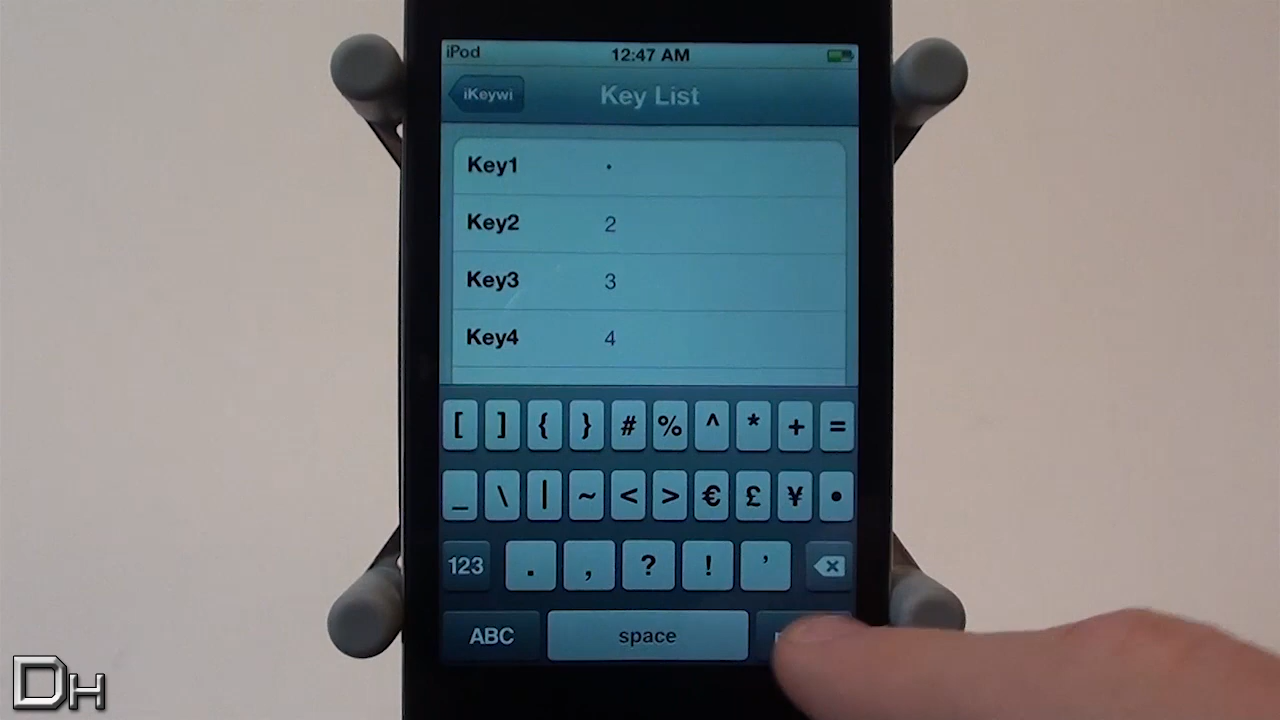 iPod 12:47 AM
iKeywi Key List
Key1 •
Key2 2
Key3 3
Key4 4
[ ] { } # % ^ * + =
_ \ | ~ < > € £ ¥ •
123 . , ? ! ’
ABC space
DH